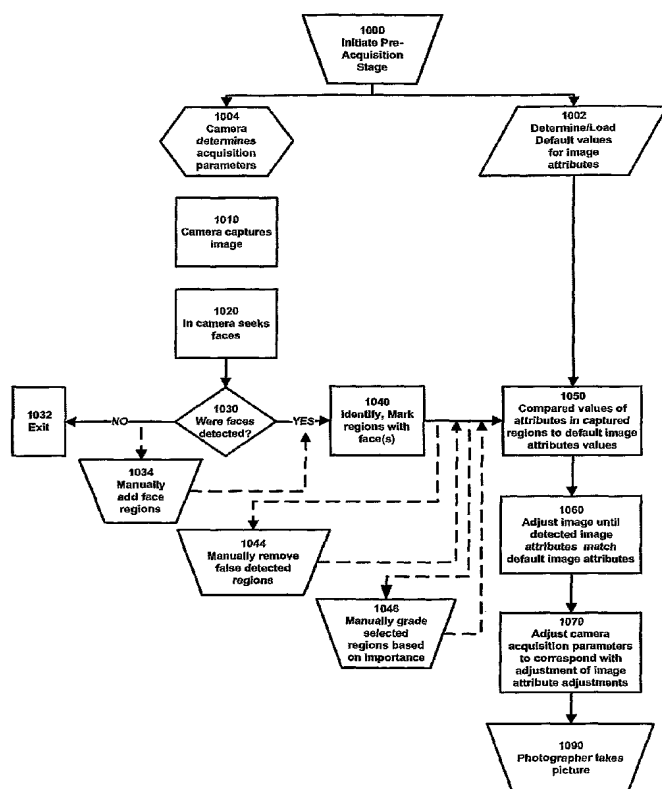 1000
Initiate Pre-
Acquisition
Stage
1004
Camera
determines
acquisition
parameters
1002
Determine/Load
Default values
for image
attributes
1010
Camera captures
image
1020
In camera seeks
faces
1032
Exit
NO
1030
Were faces
detected?
YES
1040
Identify, Mark
regions with
face(s)
1050
Compared values of
attributes in captured
regions to default image
attributes values
1034
Manually
add face
regions
1044
Manually remove
false detected
regions
1060
Adjust image until
detected image
attributes match
default image attributes
1046
Manually grade
selected
regions based
on importance
1070
Adjust camera
acquisition parameters
to correspond with
adjustment of image
attribute adjustments
1090
Photographer takes
picture